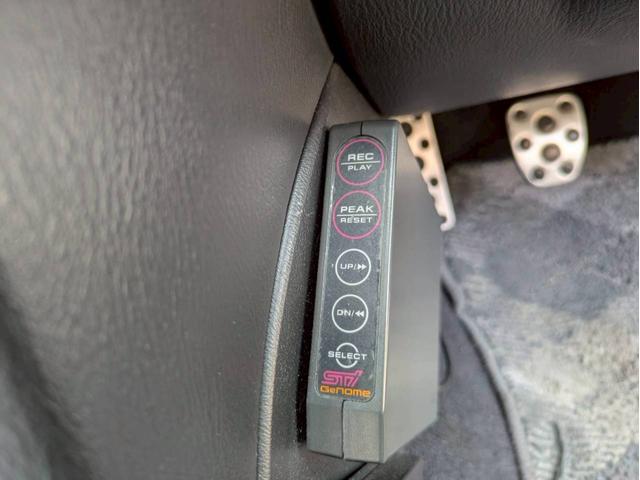 REC
PLAY
PEAK
RESET
UP/▶▶
DN/◀◀
SELECT
STI
GeNOMe